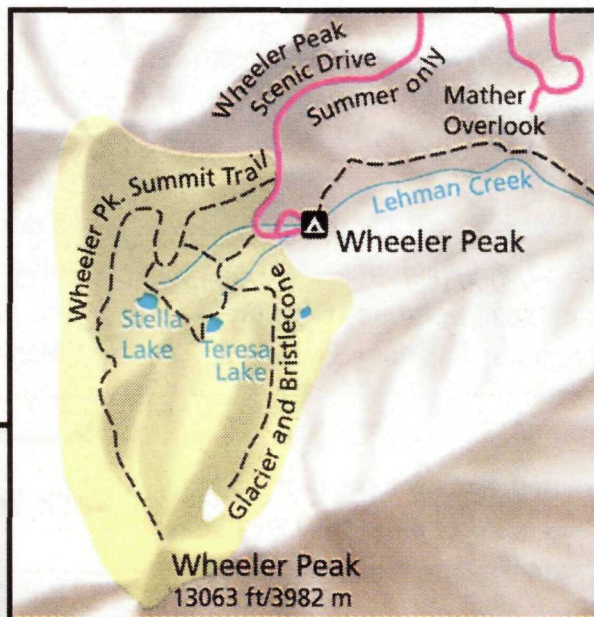 Wheeler Peak
Scenic Drive
Summer only
Mather
Overlook
Wheeler Pk. Summit Trail
Lehman Creek
Wheeler Peak
Stella
Lake
Teresa
Lake
Glacier and Bristlecone
Wheeler Peak
13063 ft/3982 m